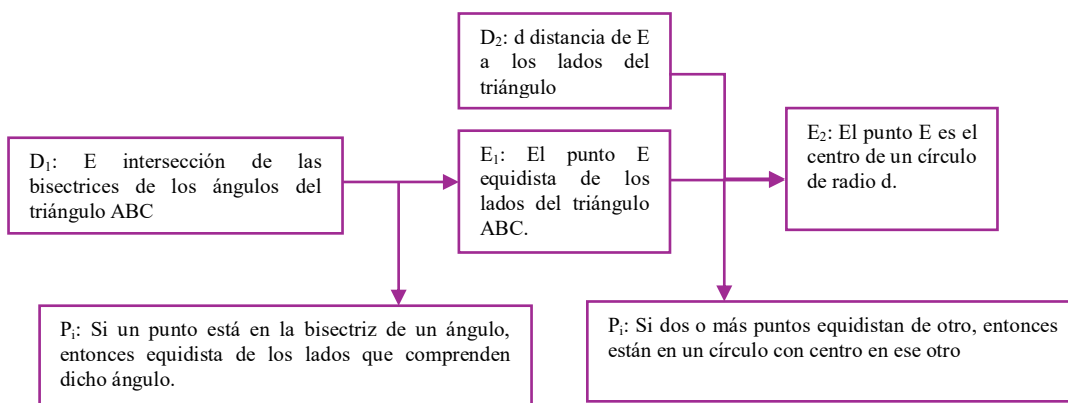 D₂: d distancia de E
a los lados del
triángulo
D₁: E intersección de las
bisectrices de los ángulos del
triángulo ABC
E₁: El punto E
equidista de los
lados del triángulo
ABC.
E₂: El punto E es el
centro de un círculo
de radio d.
Pᵢ: Si un punto está en la bisectriz de un ángulo,
entonces equidista de los lados que comprenden
dicho ángulo.
Pᵢ: Si dos o más puntos equidistan de otro, entonces
están en un círculo con centro en ese otro